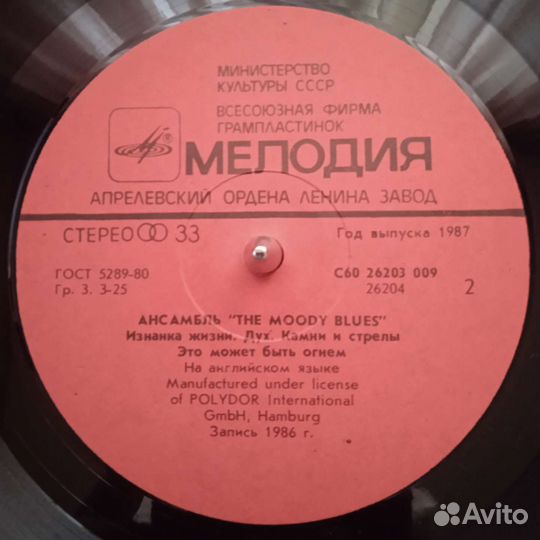 МИНИСТЕРСТВО
КУЛЬТУРЫ СССР
ВСЕСОЮЗНАЯ ФИРМА
ГРАМПЛАСТИНОК
МЕЛОДИЯ
АПРЕЛЕВСКИЙ ОРДЕНА ЛЕНИНА ЗАВОД
СТЕРЕО 33
Год выпуска 1987
ГОСТ 5289-80
Гр. 3. 3-25
С60 26203 009
26204
2
АНСАМБЛЬ "THE MOODY BLUES"
Изнанка жизни. Дух. Камни и стрелы
Это может быть огнем
На английском языке
Manufactured under license
of POLYDOR International
GmbH, Hamburg
Запись 1986 г.
Avito